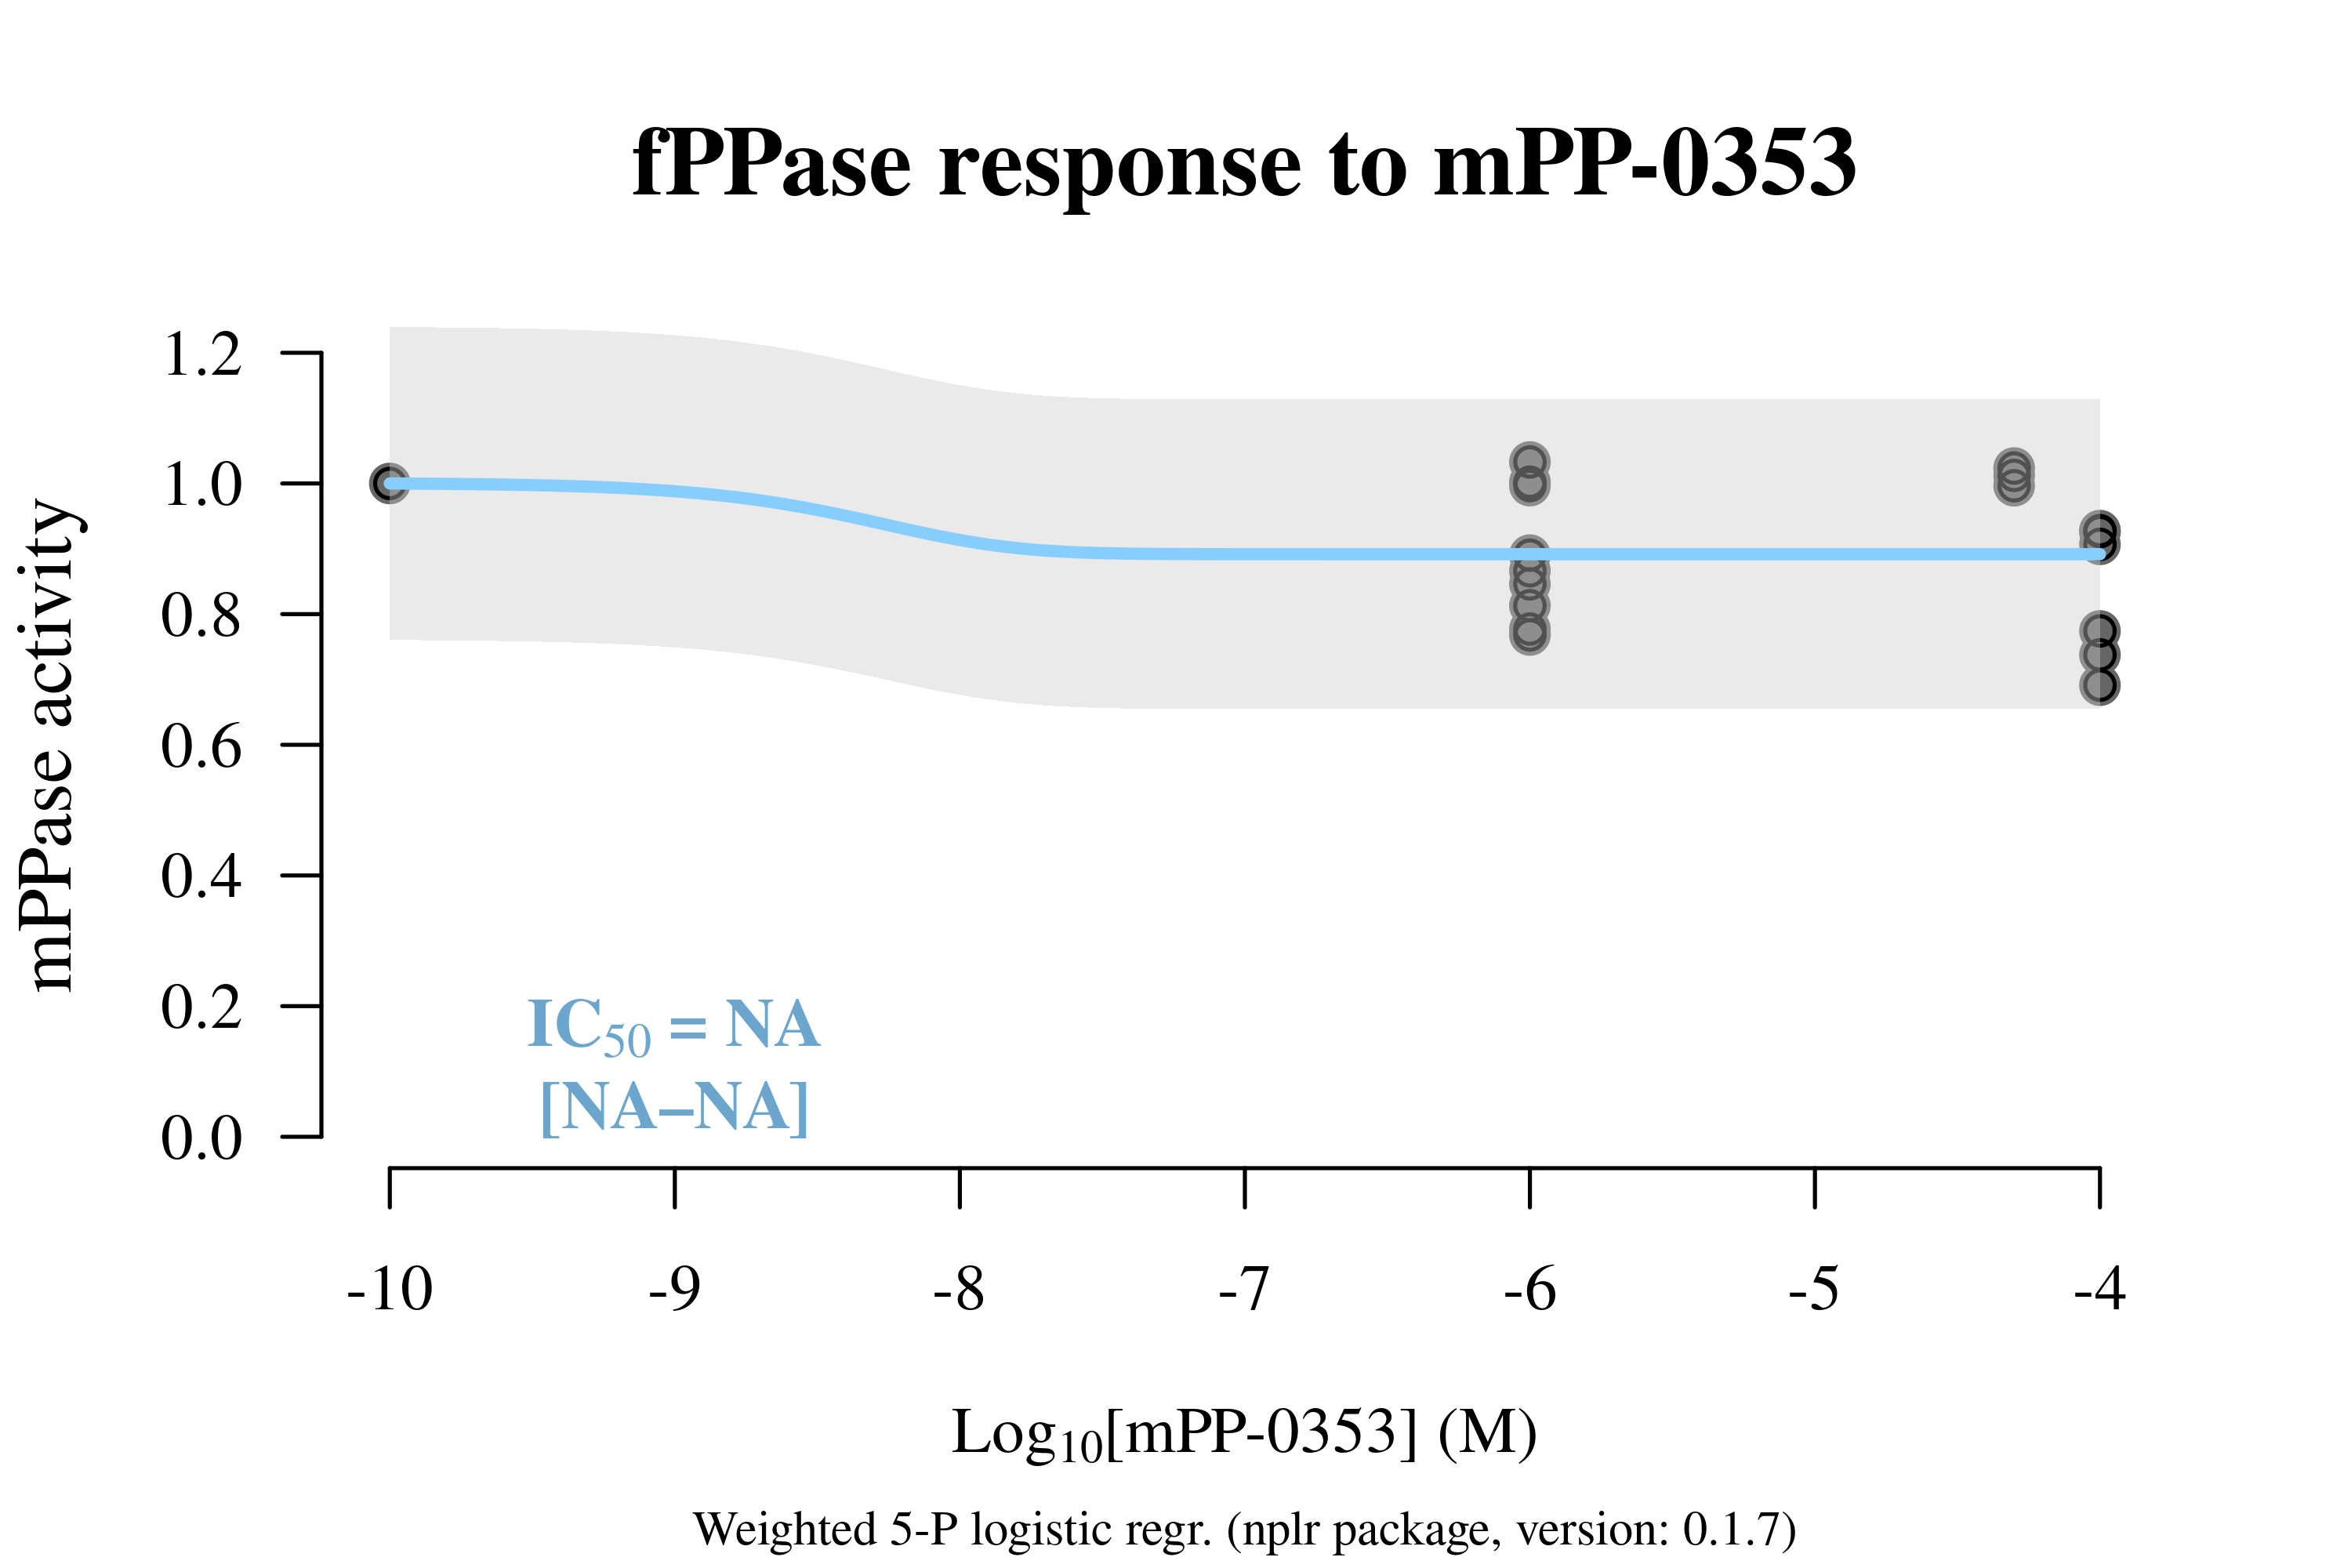 fPPase response to mPP-0353
mPPase activity
1.2
1.0
0.8
0.6
0.4
0.2
0.0
IC50 = NA
[NA–NA]
-10 -9 -8 -7 -6 -5 -4
Log10[mPP-0353] (M)
Weighted 5-P logistic regr. (nplr package, version: 0.1.7)